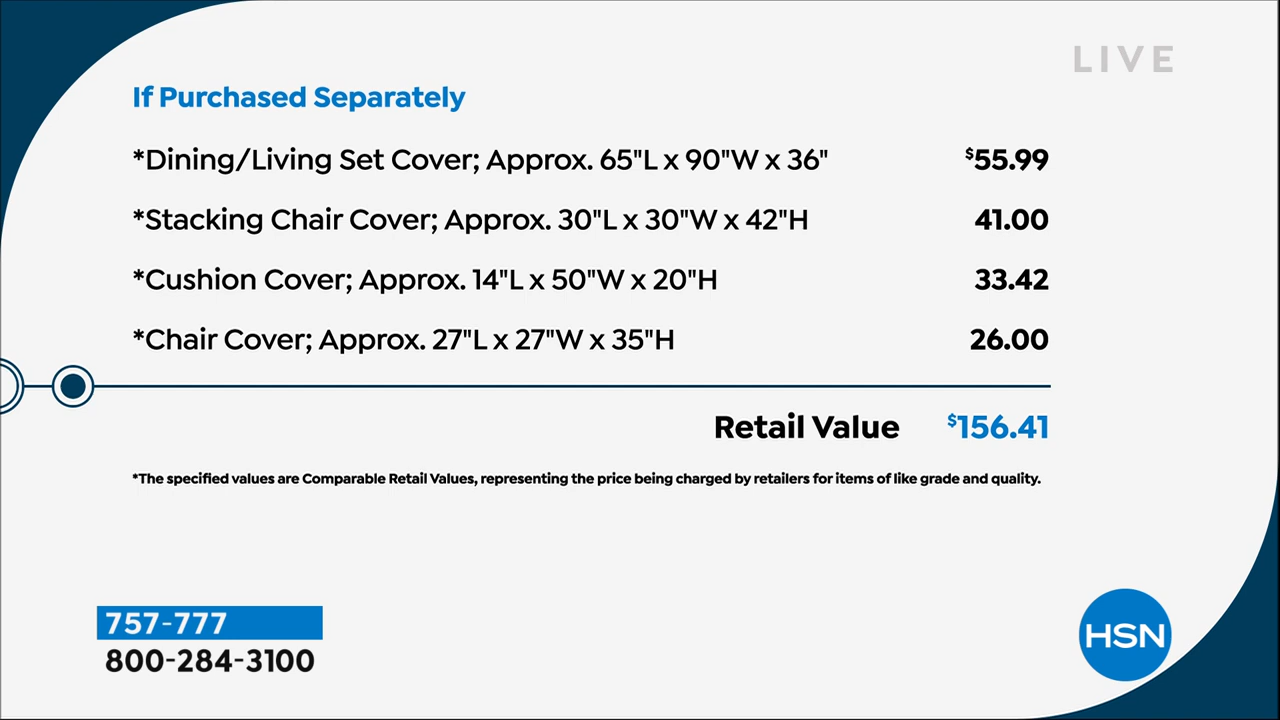 LIVE
If Purchased Separately
*Dining/Living Set Cover; Approx. 65"L x 90"W x 36" $55.99
*Stacking Chair Cover; Approx. 30"L x 30"W x 42"H 41.00
*Cushion Cover; Approx. 14"L x 50"W x 20"H 33.42
*Chair Cover; Approx. 27"L x 27"W x 35"H 26.00
Retail Value $156.41
*The specified values are Comparable Retail Values, representing the price being charged by retailers for items of like grade and quality.
757-777
800-284-3100
HSN